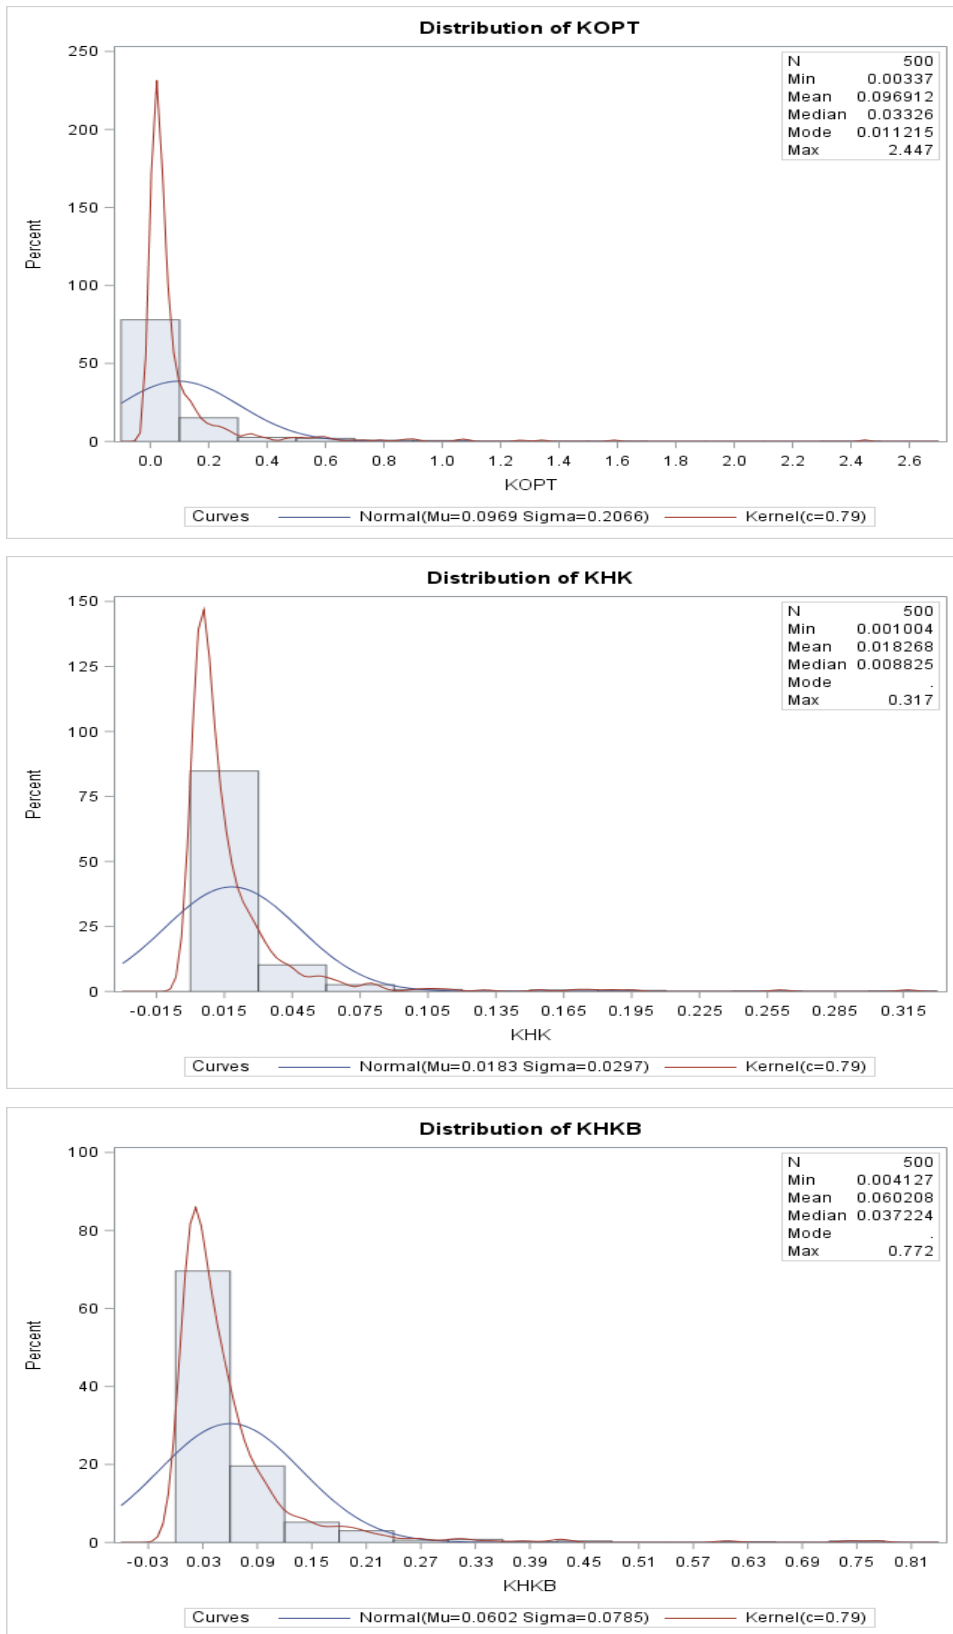 Distribution of KOPT
250
200
150
100
50
0
Percent
N 500
Min 0.00337
Mean 0.096912
Median 0.03326
Mode 0.011215
Max 2.447
0.0 0.2 0.4 0.6 0.8 1.0 1.2 1.4 1.6 1.8 2.0 2.2 2.4 2.6
KOPT
Curves Normal(Mu=0.0969 Sigma=0.2066) Kernel(c=0.79)
Distribution of KHK
150
125
100
75
50
25
0
Percent
N 500
Min 0.001004
Mean 0.018268
Median 0.008825
Mode .
Max 0.317
-0.015 0.015 0.045 0.075 0.105 0.135 0.165 0.195 0.225 0.255 0.285 0.315
KHK
Curves Normal(Mu=0.0183 Sigma=0.0297) Kernel(c=0.79)
Distribution of KHKB
100
80
60
40
20
0
Percent
N 500
Min 0.004127
Mean 0.060208
Median 0.037224
Mode .
Max 0.772
-0.03 0.03 0.09 0.15 0.21 0.27 0.33 0.39 0.45 0.51 0.57 0.63 0.69 0.75 0.81
KHKB
Curves Normal(Mu=0.0602 Sigma=0.0785) Kernel(c=0.79)